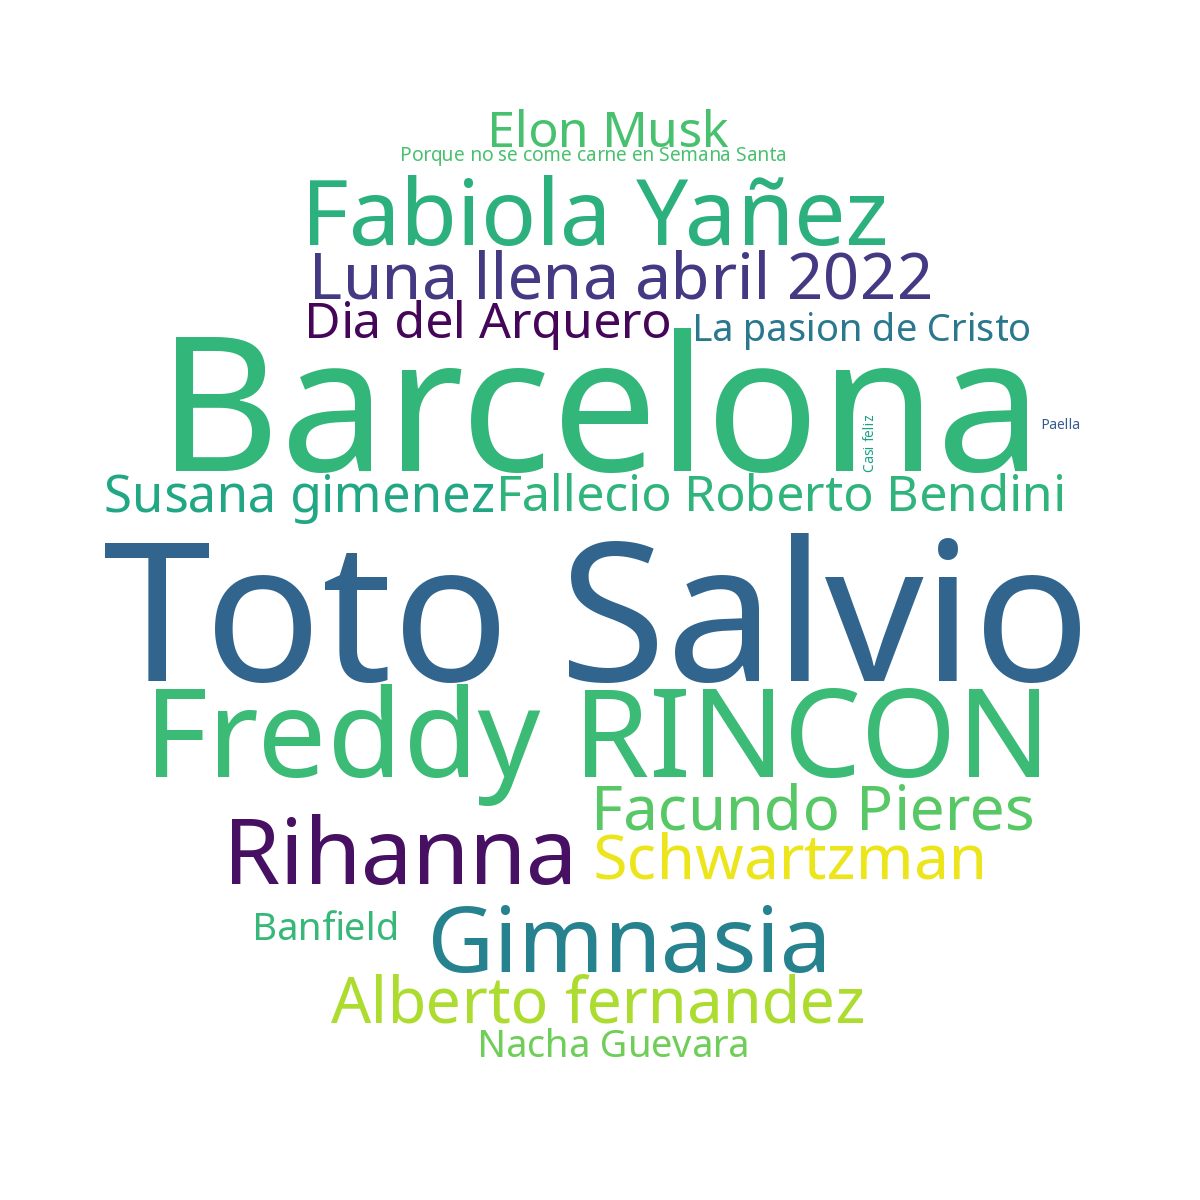 Elon Musk
Porque no se come carne en Semana Santa
Fabiola Yañez
Luna llena abril 2022
Dia del Arquero
La pasion de Cristo
Barcelona
Casi feliz
Paella
Susana gimenez
Fallecio Roberto Bendini
Toto Salvio
Freddy RINCON
Facundo Pieres
Rihanna
Schwartzman
Banfield
Gimnasia
Alberto fernandez
Nacha Guevara